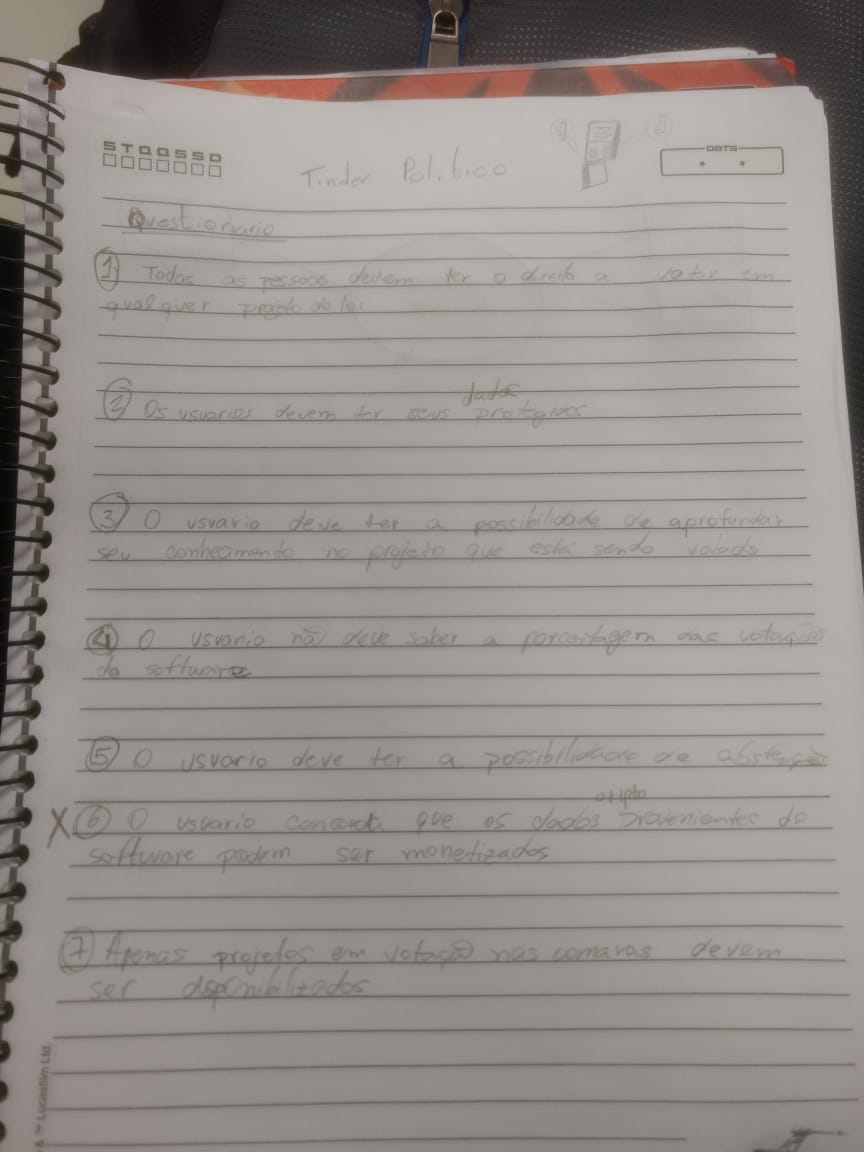 STQQSSD
DATA
Tinder Politico
Questionario
1 Todas as pessoas devem ter o direito a votar em
qualquer projeto de lei
dados
2 Os usuarios devem ter seus protegidos
3 O usuario deve ter a possibilidade de aprofundar
seu conhecimento no projeto que está sendo votado
4 O usuario não deve saber a porcentagem das votações
do software
5 O usuario deve ter a possibilidade de abstenção
cripto
X 6 O usuario concorda que os dados provenientes do
software podem ser monetizados
7 Apenas projetos em votação nas camaras devem
ser disponibilizados
& ™ Lucasfilm Ltd.